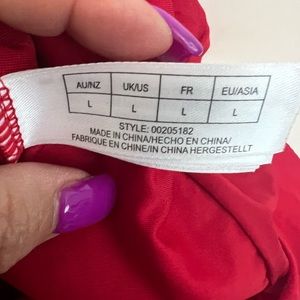 AU/NZ UK/US FR EU/ASIA
L L L L
STYLE: 00205182
MADE IN CHINA/HECHO EN CHINA/
FABRIQUE EN CHINE/IN CHINA HERGESTELLT